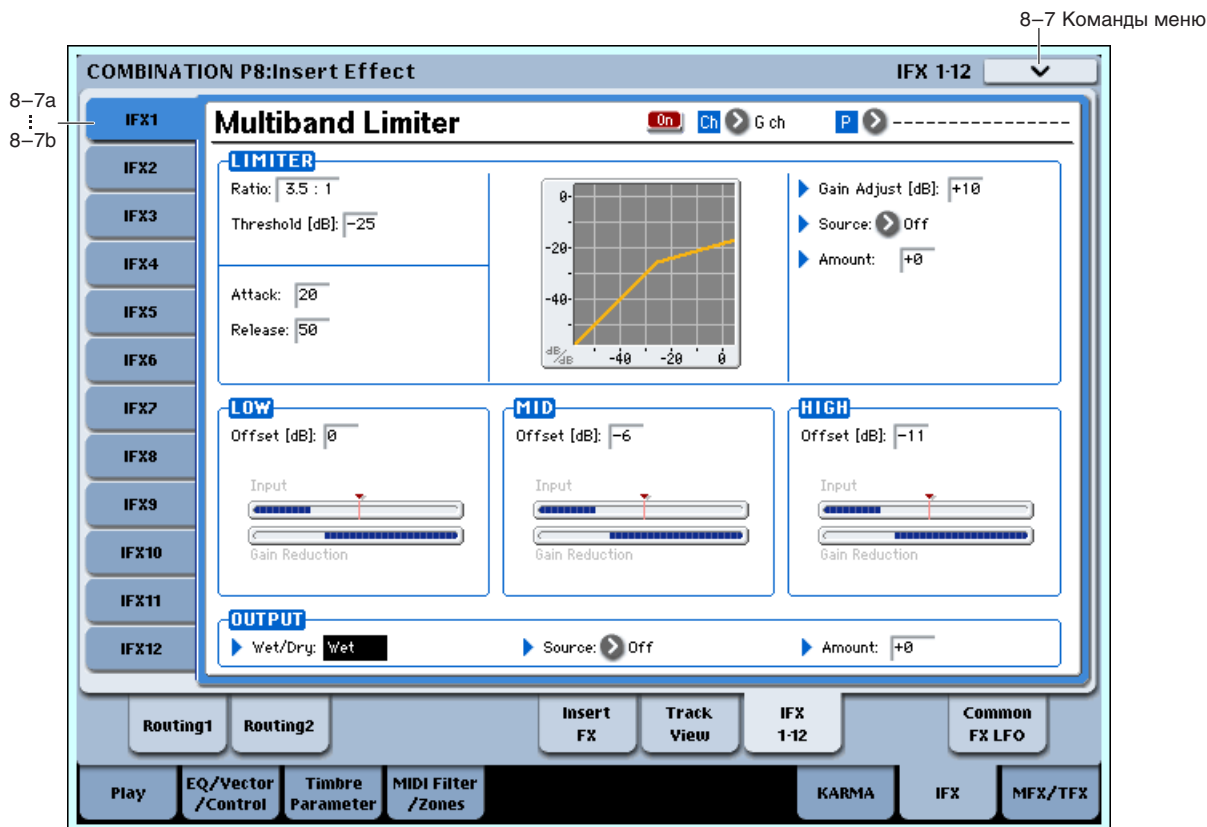 8–7 Команды меню
COMBINATION P8:Insert Effect IFX 1-12
8–7a
8–7b
IFX1
IFX2
IFX3
IFX4
IFX5
IFX6
IFX7
IFX8
IFX9
IFX10
IFX11
IFX12
Multiband Limiter On Ch G ch P ----------------
LIMITER
Ratio: 3.5 : 1
Threshold [dB]: -25
Attack: 20
Release: 50
0-
-20-
-
-40-
-
dB/dB -40 -20 0
Gain Adjust [dB]: +10
Source: Off
Amount: +0
LOW
Offset [dB]: 0
Input
Gain Reduction
MID
Offset [dB]: -6
Input
Gain Reduction
HIGH
Offset [dB]: -11
Input
Gain Reduction
OUTPUT
Wet/Dry: Wet Source: Off Amount: +0
Routing1 Routing2
Insert FX
Track View
IFX 1-12
Common FX LFO
Play
EQ/Vector /Control
Timbre Parameter
MIDI Filter /Zones
KARMA IFX MFX/TFX